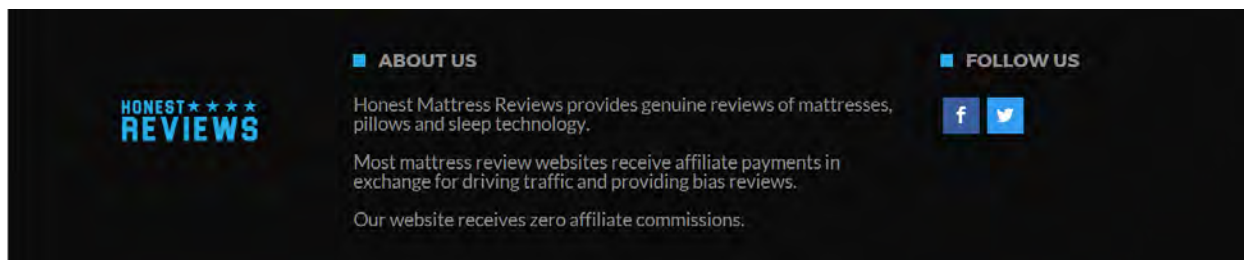 HONEST★★★★
REVIEWS
ABOUT US
Honest Mattress Reviews provides genuine reviews of mattresses,
pillows and sleep technology.
Most mattress review websites receive affiliate payments in
exchange for driving traffic and providing bias reviews.
Our website receives zero affiliate commissions.
FOLLOW US
f